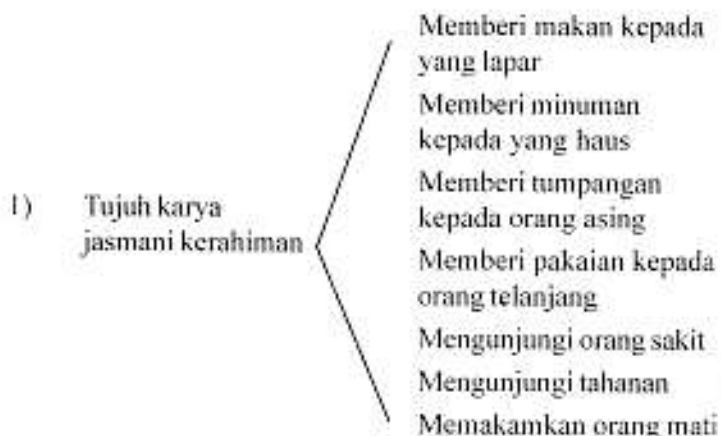 Memberi makan kepada
yang lapar
Memberi minuman
kepada yang haus
Memberi tumpangan
kepada orang asing
1) Tujuh karya
jasmani kerahiman
Memberi pakaian kepada
orang telanjang
Mengunjungi orang sakit
Mengunjungi tahanan
Memakamkan orang mati